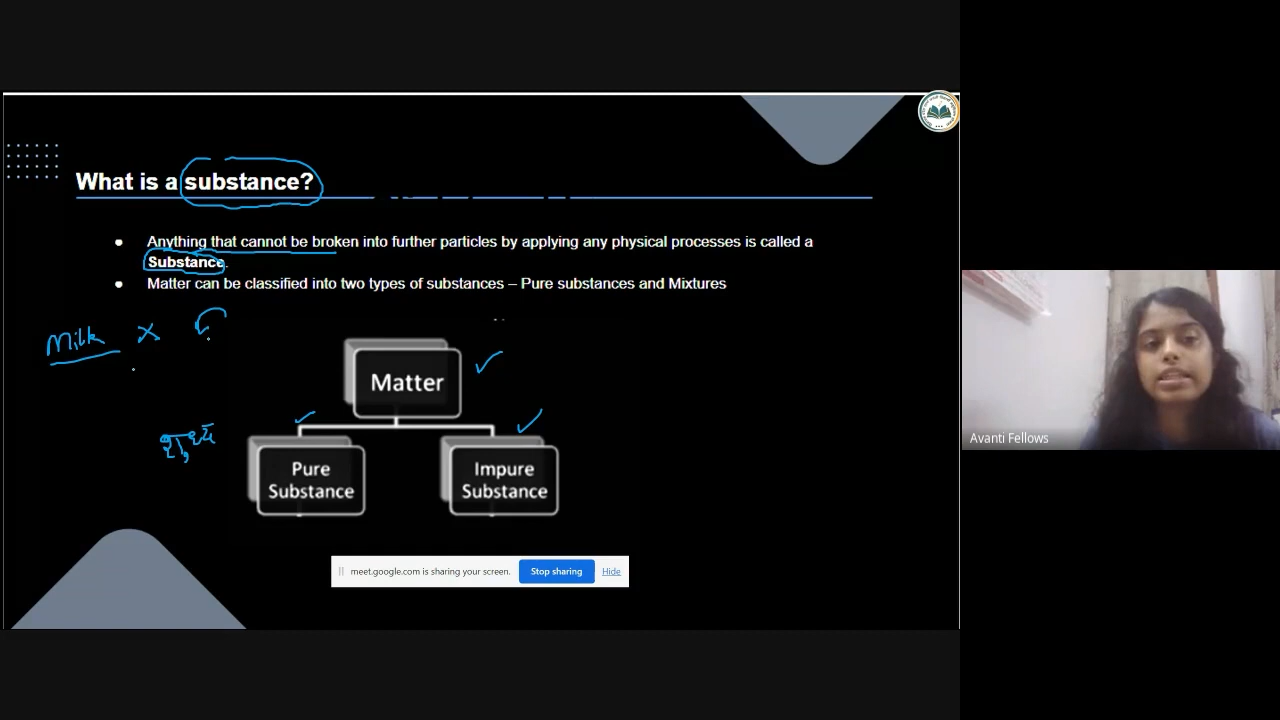 What is a substance?
● Anything that cannot be broken into further particles by applying any physical processes is called a
Substance.
● Matter can be classified into two types of substances – Pure substances and Mixtures
Milk X
Matter
Pure
Substance
Impure
Substance
meet.google.com is sharing your screen. Stop sharing Hide
Avanti Fellows